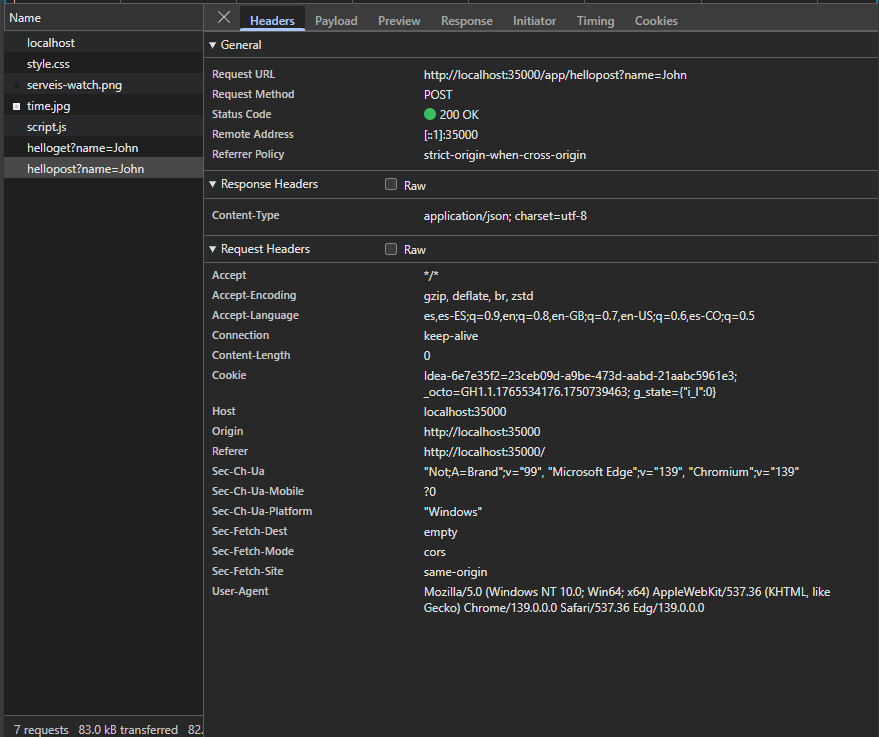 Name
localhost
style.css
serveis-watch.png
time.jpg
script.js
helloget?name=John
hellopost?name=John
7 requests 83.0 kB transferred 82.
Headers Payload Preview Response Initiator Timing Cookies
General
Request URL http://localhost:35000/app/hellopost?name=John
Request Method POST
Status Code 200 OK
Remote Address [::1]:35000
Referrer Policy strict-origin-when-cross-origin
Response Headers Raw
Content-Type application/json; charset=utf-8
Request Headers Raw
Accept */*
Accept-Encoding gzip, deflate, br, zstd
Accept-Language es,es-ES;q=0.9,en;q=0.8,en-GB;q=0.7,en-US;q=0.6,es-CO;q=0.5
Connection keep-alive
Content-Length 0
Cookie Idea-6e7e35f2=23ceb09d-a9be-473d-aabd-21aabc5961e3;
_octo=GH1.1.1765534176.1750739463; g_state={"i_l":0}
Host localhost:35000
Origin http://localhost:35000
Referer http://localhost:35000/
Sec-Ch-Ua "Not;A=Brand";v="99", "Microsoft Edge";v="139", "Chromium";v="139"
Sec-Ch-Ua-Mobile ?0
Sec-Ch-Ua-Platform "Windows"
Sec-Fetch-Dest empty
Sec-Fetch-Mode cors
Sec-Fetch-Site same-origin
User-Agent Mozilla/5.0 (Windows NT 10.0; Win64; x64) AppleWebKit/537.36 (KHTML, like
Gecko) Chrome/139.0.0.0 Safari/537.36 Edg/139.0.0.0